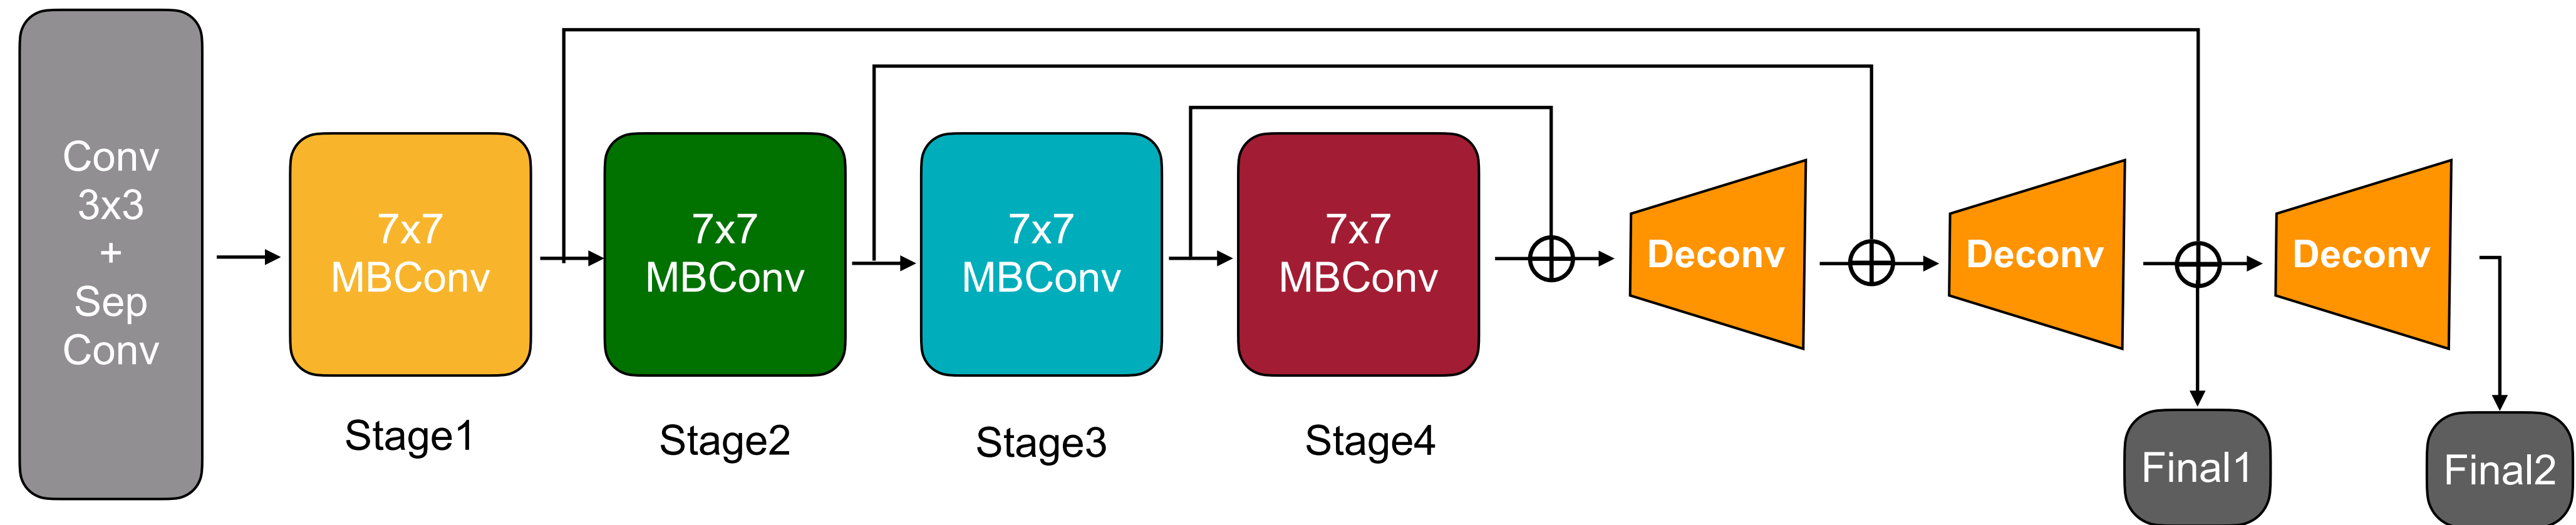 Conv
3x3
+
Sep
Conv
7x7
MBConv
Stage1
7x7
MBConv
Stage2
7x7
MBConv
Stage3
7x7
MBConv
Stage4
Deconv
Deconv
Deconv
Final1
Final2